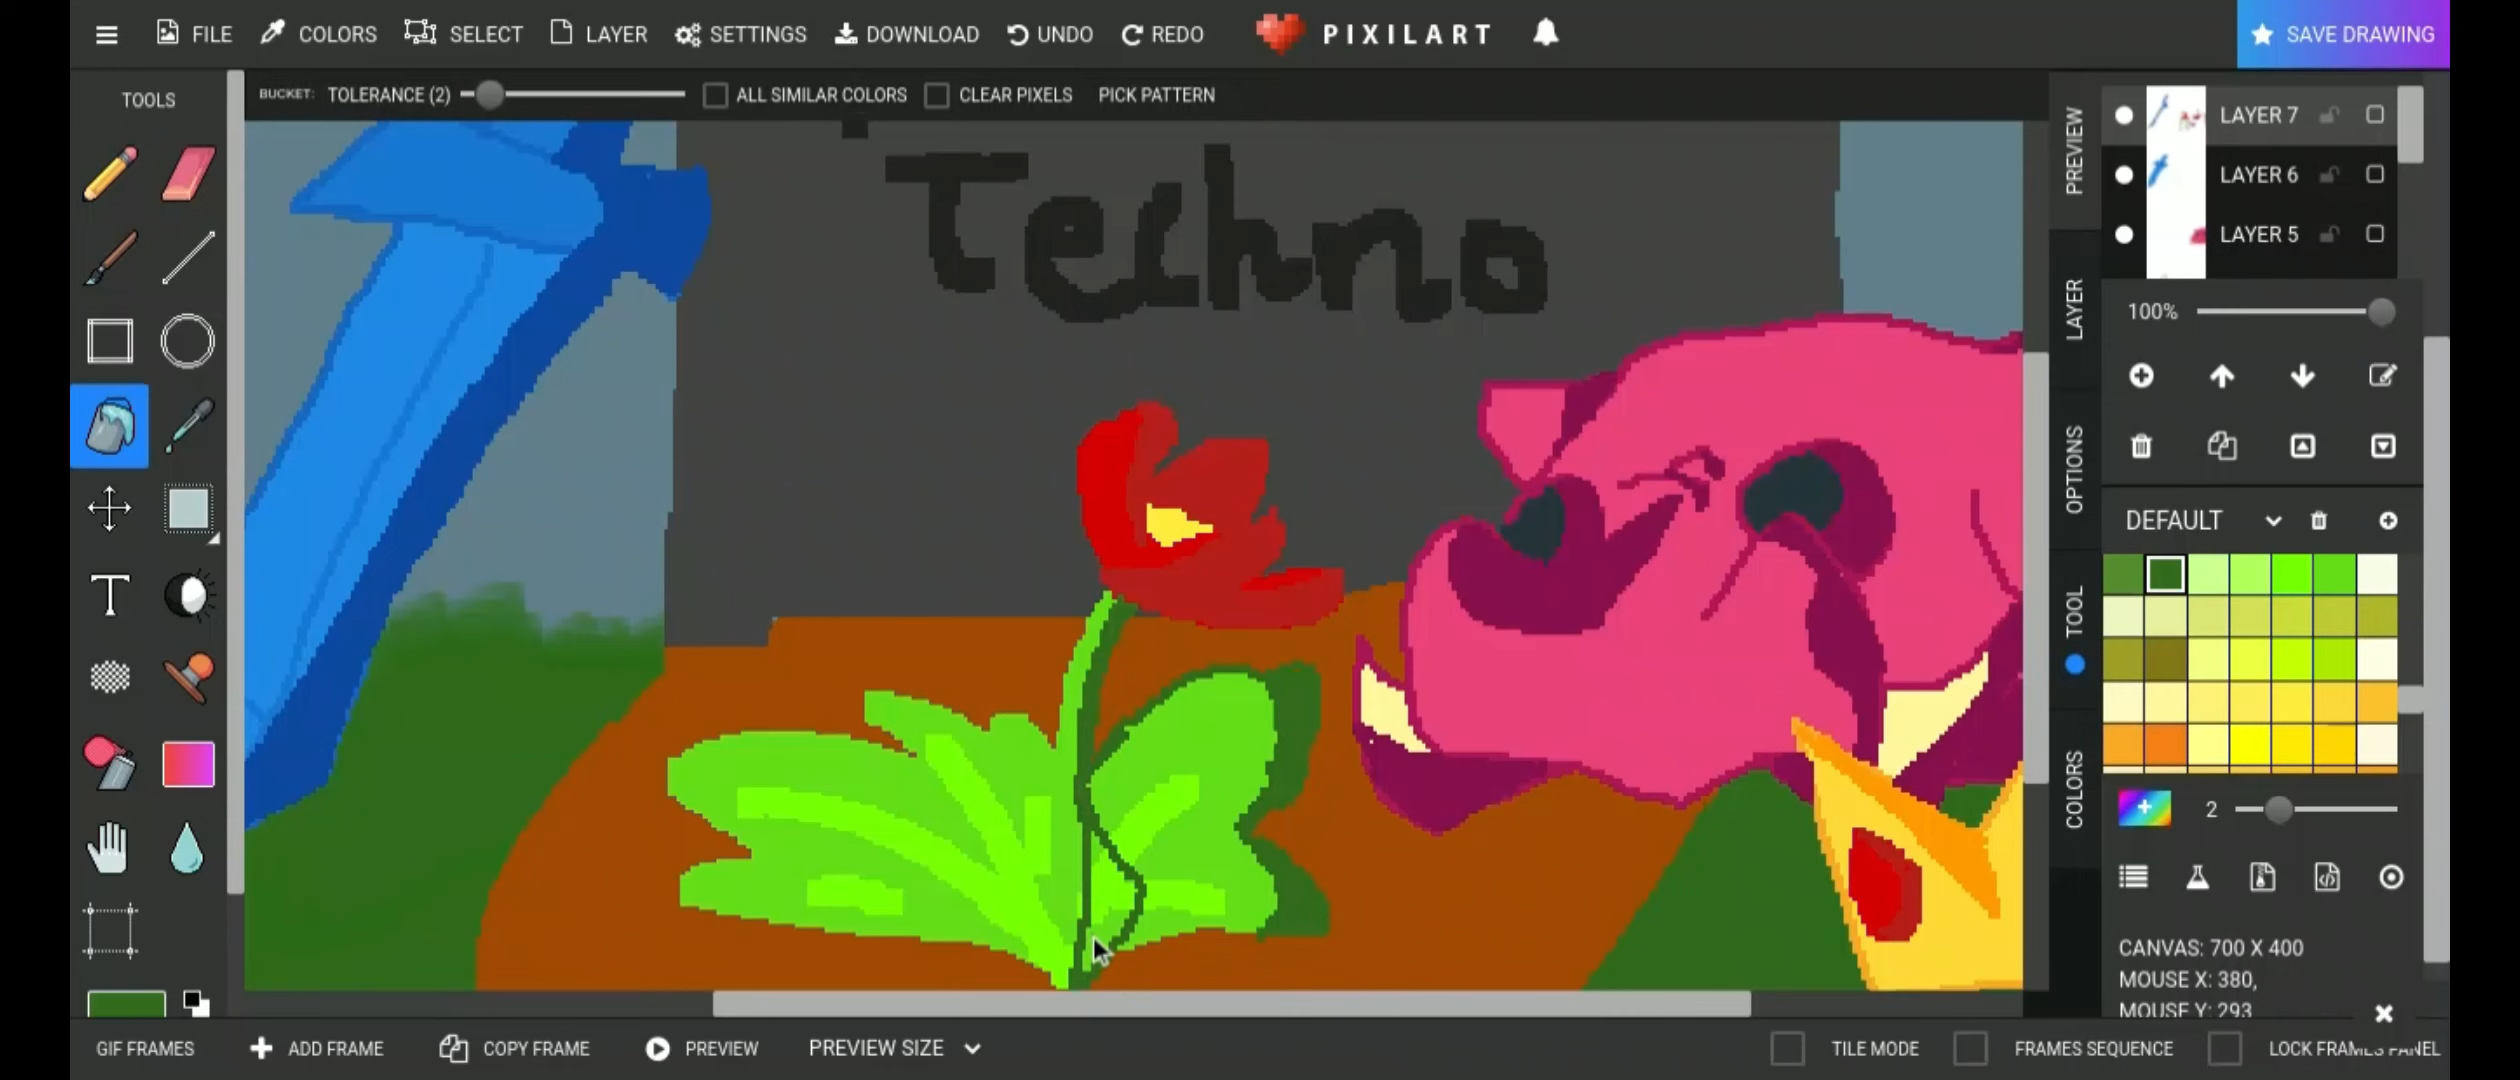 FILE COLORS SELECT LAYER SETTINGS DOWNLOAD UNDO REDO PIXILART SAVE DRAWING
TOOLS
BUCKET: TOLERANCE (2) ALL SIMILAR COLORS CLEAR PIXELS PICK PATTERN
Techno
PREVIEW
LAYER
OPTIONS
TOOL
COLORS
LAYER 7
LAYER 6
LAYER 5
100%
DEFAULT
2
CANVAS: 700 X 400
MOUSE X: 380,
MOUSE Y: 293
GIF FRAMES ADD FRAME COPY FRAME PREVIEW PREVIEW SIZE TILE MODE FRAMES SEQUENCE LOCK FRAMES PANEL